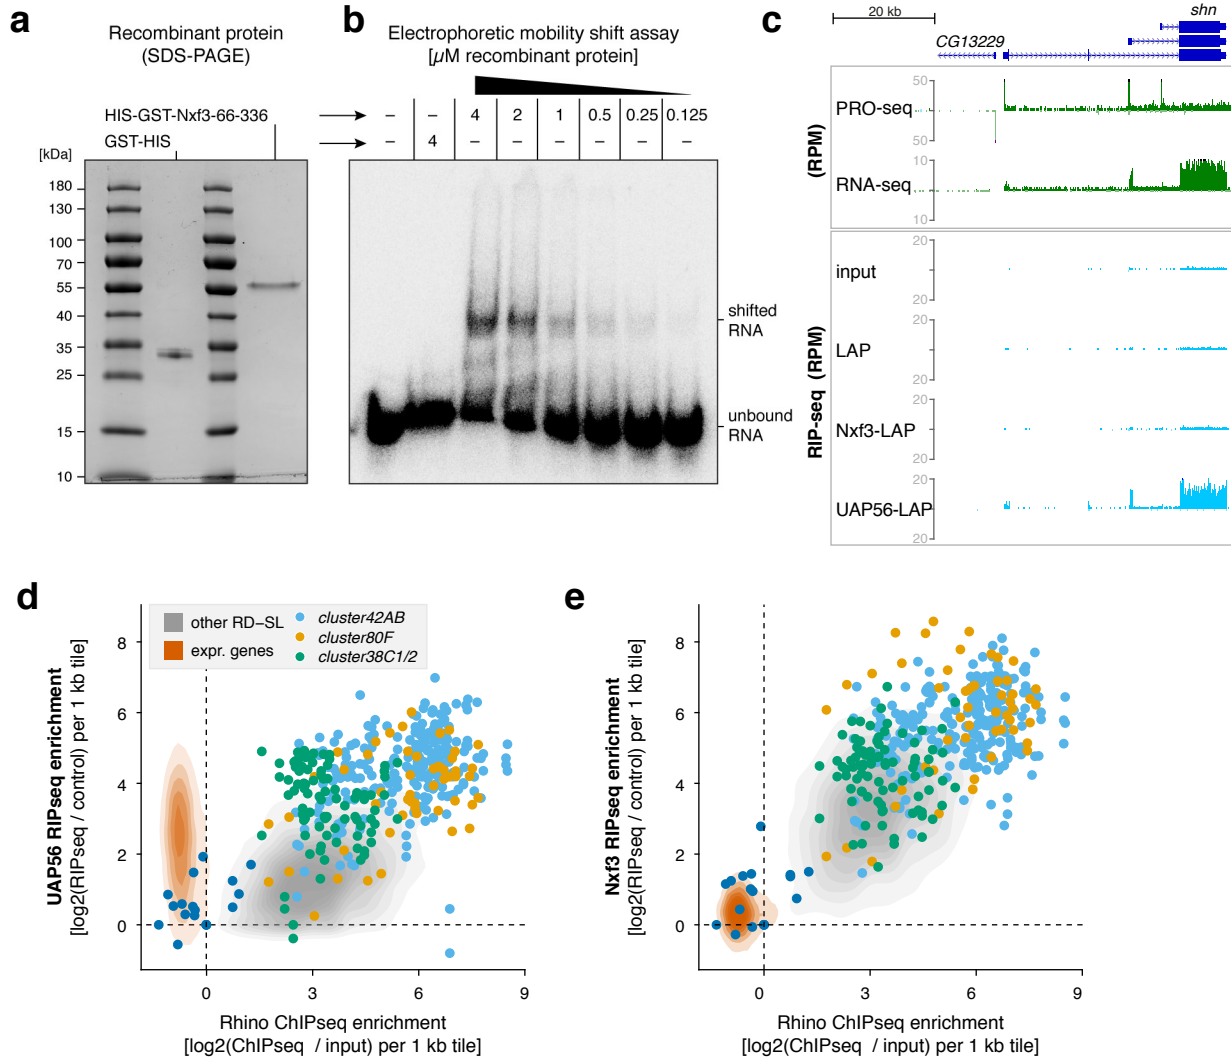 a
Recombinant protein
(SDS-PAGE)
HIS-GST-Nxf3-66-336
GST-HIS
[kDa]
180
130
100
70
55
40
35
25
15
10
b
Electrophoretic mobility shift assay
[µM recombinant protein]
– – 4 2 1 0.5 0.25 0.125
– 4 – – – – – –
shifted
RNA
unbound
RNA
c
20 kb
shn
CG13229
(RPM)
PRO-seq
50
50
RNA-seq
10
10
RIP-seq (RPM)
input
20
20
LAP
20
20
Nxf3-LAP
20
20
UAP56-LAP
20
20
d
UAP56 RIPseq enrichment
[log2(RIPseq / control) per 1 kb tile]
other RD–SL
expr. genes
cluster42AB
cluster80F
cluster38C1/2
8
6
4
2
0
0 3 6 9
Rhino ChIPseq enrichment
[log2(ChIPseq / input) per 1 kb tile]
e
Nxf3 RIPseq enrichment
[log2(RIPseq / control) per 1 kb tile]
8
6
4
2
0
0 3 6 9
Rhino ChIPseq enrichment
[log2(ChIPseq / input) per 1 kb tile]